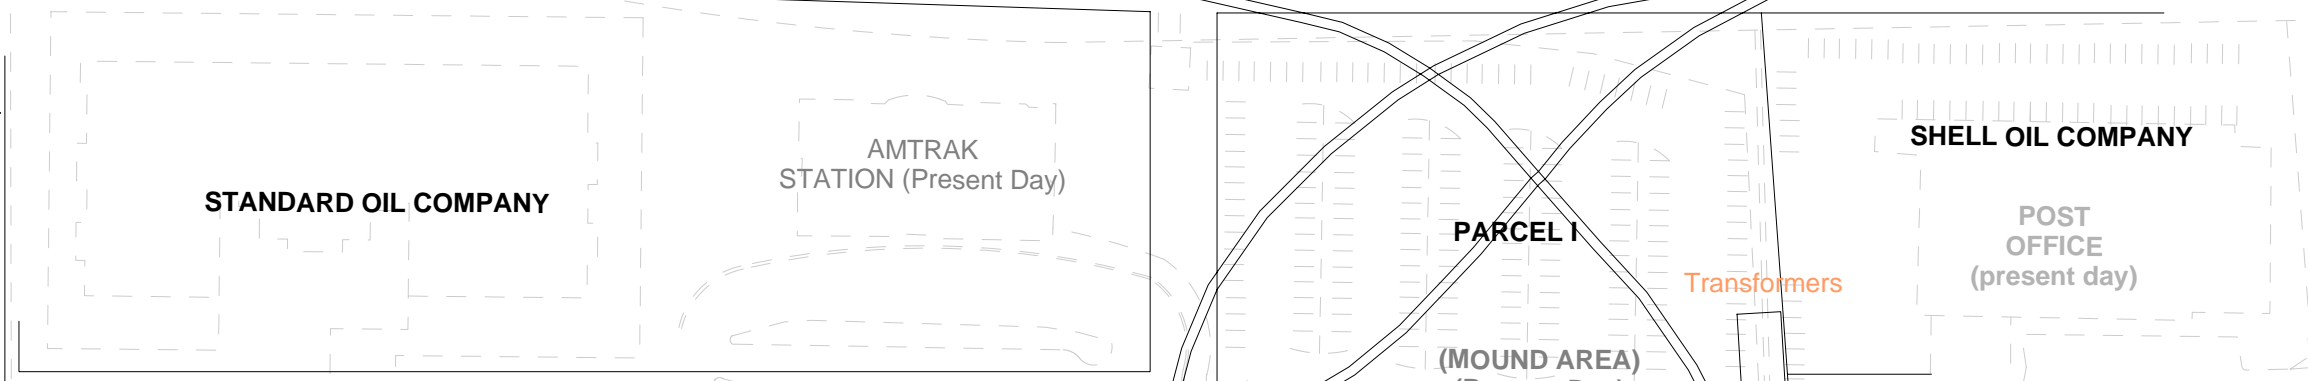 STANDARD OIL COMPANY
AMTRAK
STATION (Present Day)
PARCEL I
Transformers
(MOUND AREA)
SHELL OIL COMPANY
POST
OFFICE
(present day)